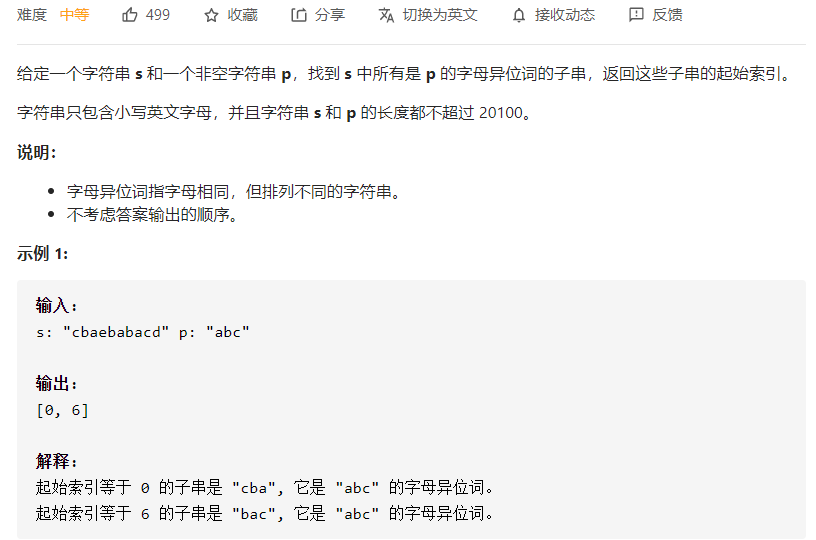 难度 中等 499 收藏 分享 切换为英文 接收动态 反馈
给定一个字符串 s 和一个非空字符串 p，找到 s 中所有是 p 的字母异位词的子串，返回这些子串的起始索引。
字符串只包含小写英文字母，并且字符串 s 和 p 的长度都不超过 20100。
说明：
• 字母异位词指字母相同，但排列不同的字符串。
• 不考虑答案输出的顺序。
示例 1:
输入：
s: "cbaebabacd" p: "abc"
输出：
[0, 6]
解释：
起始索引等于 0 的子串是 "cba", 它是 "abc" 的字母异位词。
起始索引等于 6 的子串是 "bac", 它是 "abc" 的字母异位词。